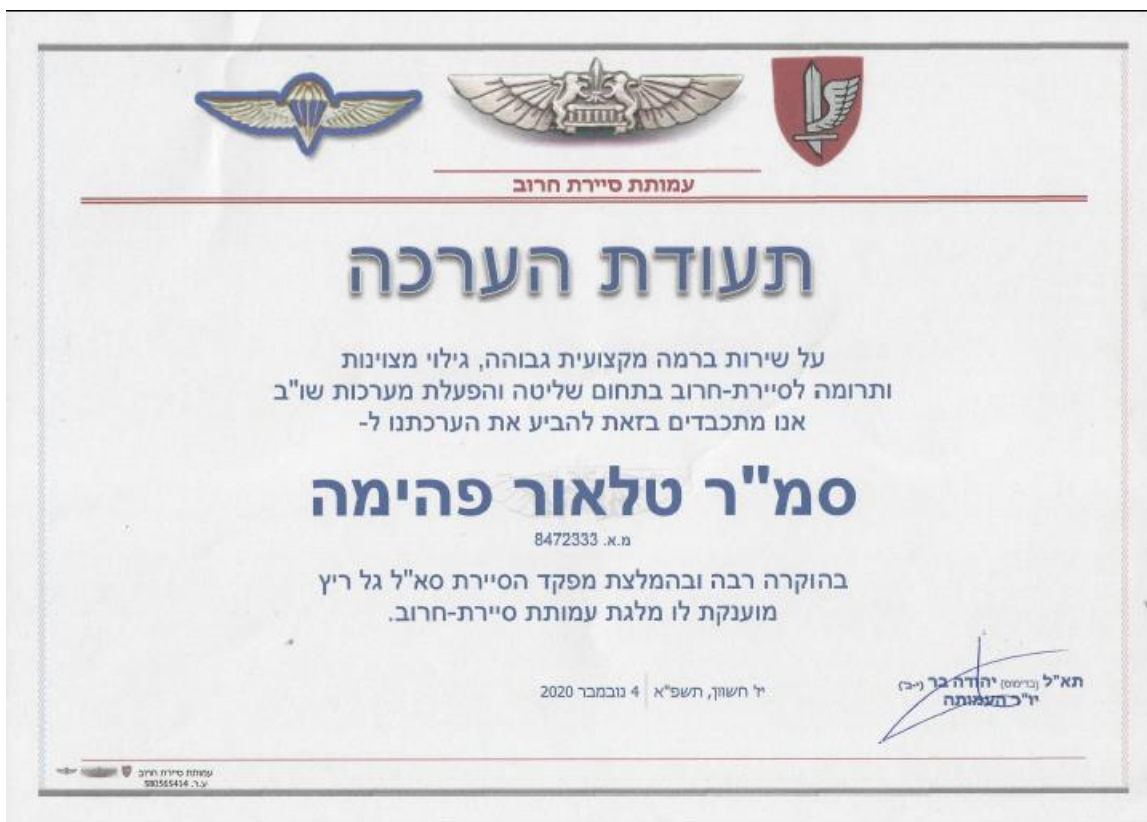 עמותת סיירת חרוב
תעודת הערכה
על שירות ברמה מקצועית גבוהה, גילוי מצוינות
ותרומה לסיירת-חרוב בתחום שליטה והפעלת מערכות שו"ב
אנו מתכבדים בזאת להביע את הערכתנו ל-
סמ"ר טלאור פהימה
מ.א. 8472333
בהוקרה רבה ובהמלצת מפקד הסיירת סא"ל גל ריץ
מוענקת לו מלגת עמותת סיירת-חרוב.
תא"ל (בדימוס) יהודה בר (י-ב)
יו"ר העמותה
י"ז חשוון, תשפ"א | 4 נובמבר 2020
עמותת סיירת חרוב
ע.ר. 580565414